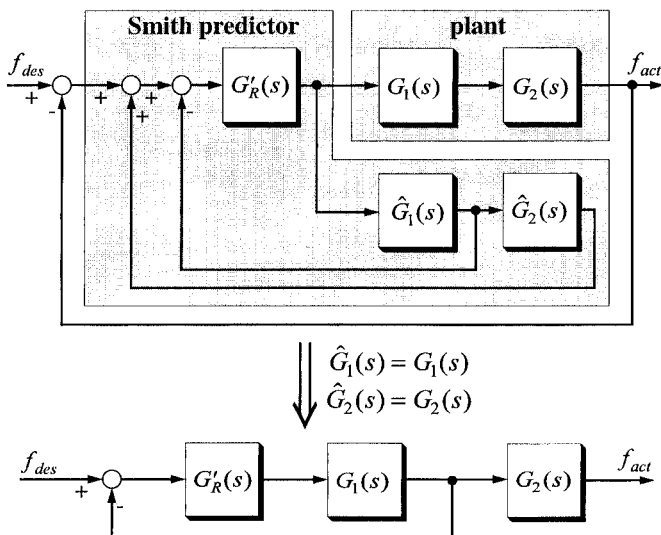 Smith predictor
plant
f_des
G'_R(s)
G_1(s)
G_2(s)
f_act
+
-
+
+
+
-
Ĝ_1(s)
Ĝ_2(s)
Ĝ_1(s) = G_1(s)
Ĝ_2(s) = G_2(s)
f_des
G'_R(s)
G_1(s)
G_2(s)
f_act
+
-